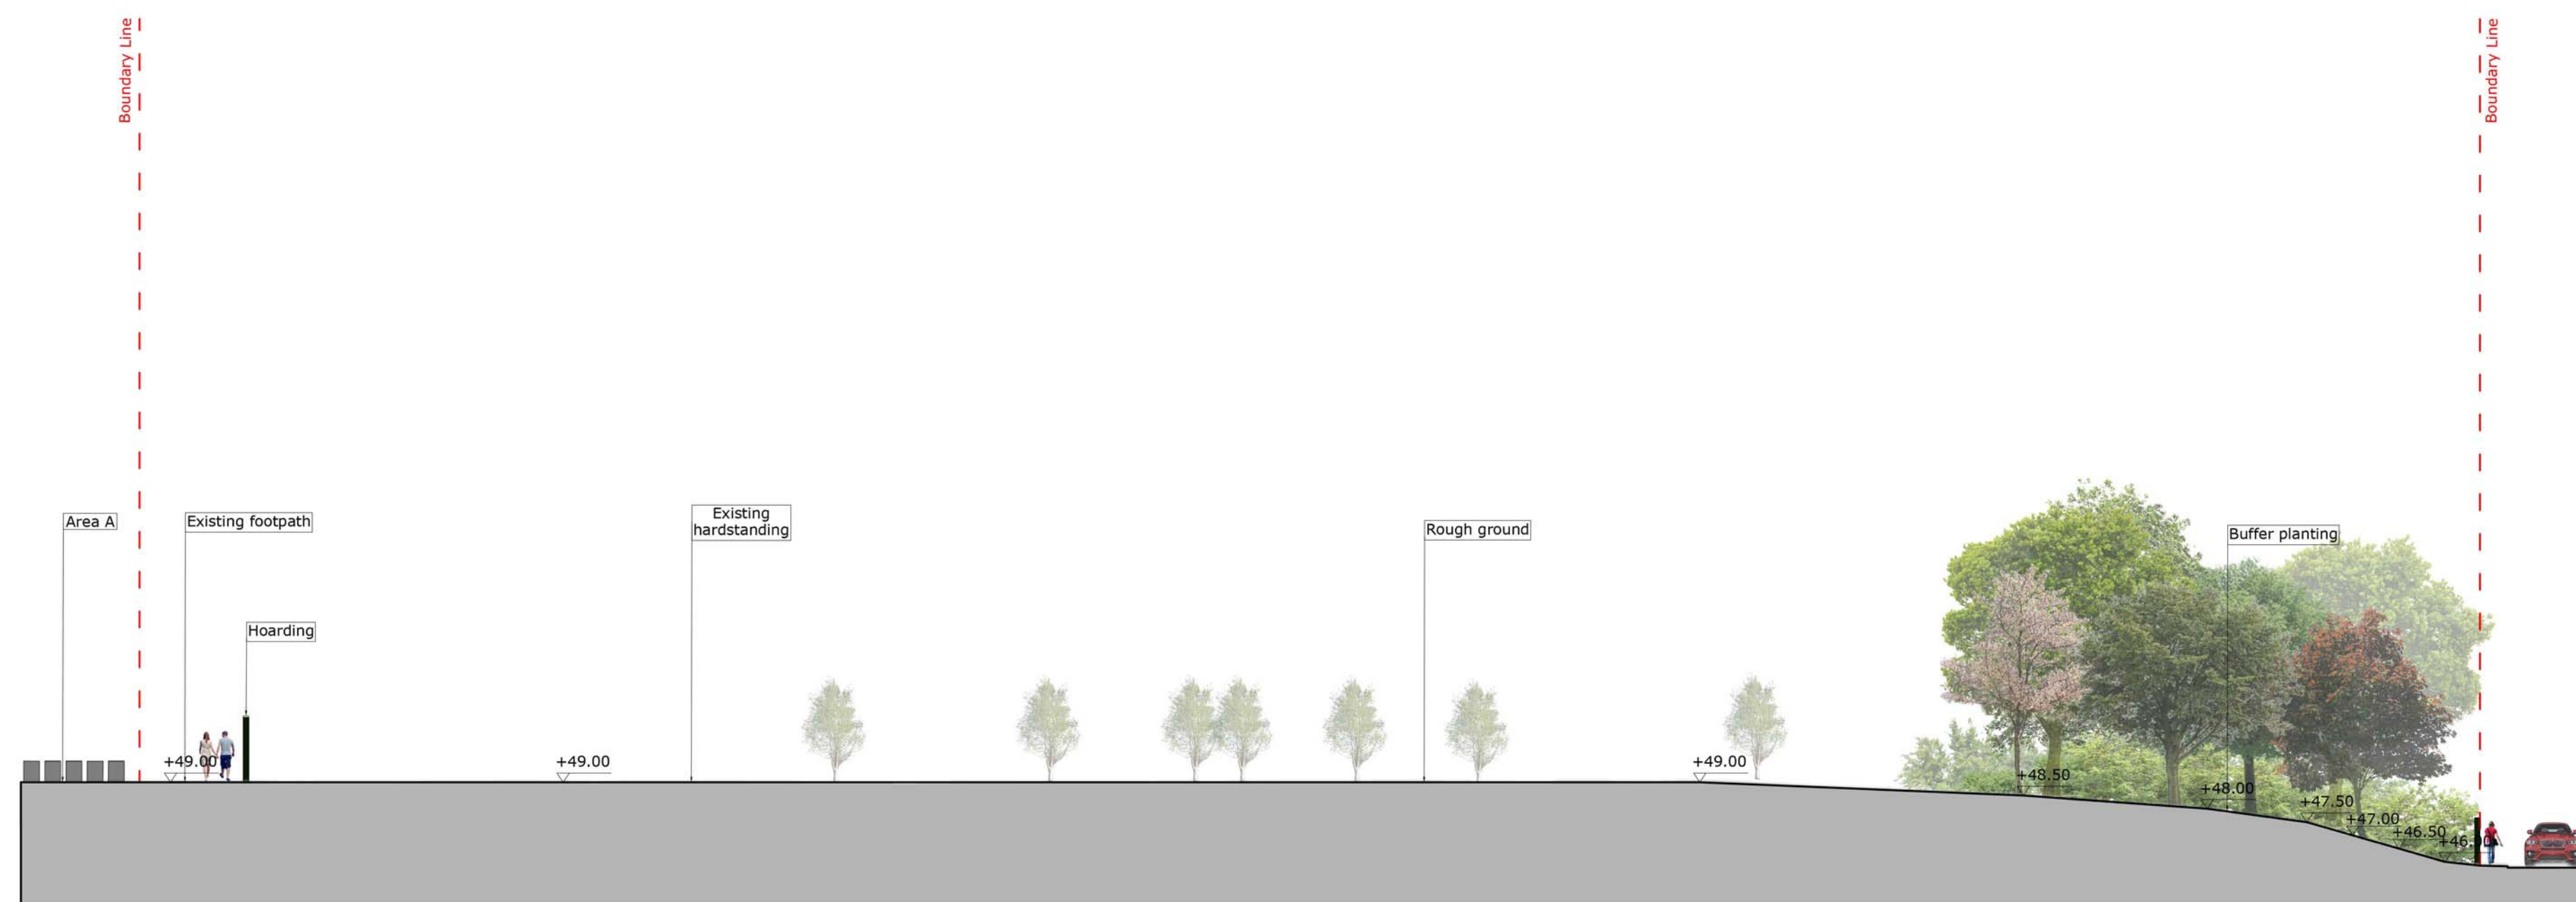 Boundary Line
Boundary Line
Area A
Existing footpath
Existing
hardstanding
Rough ground
Buffer planting
Hoarding
+49.00
+49.00
+49.00
+48.50
+48.00
+47.50
+47.00
+46.50